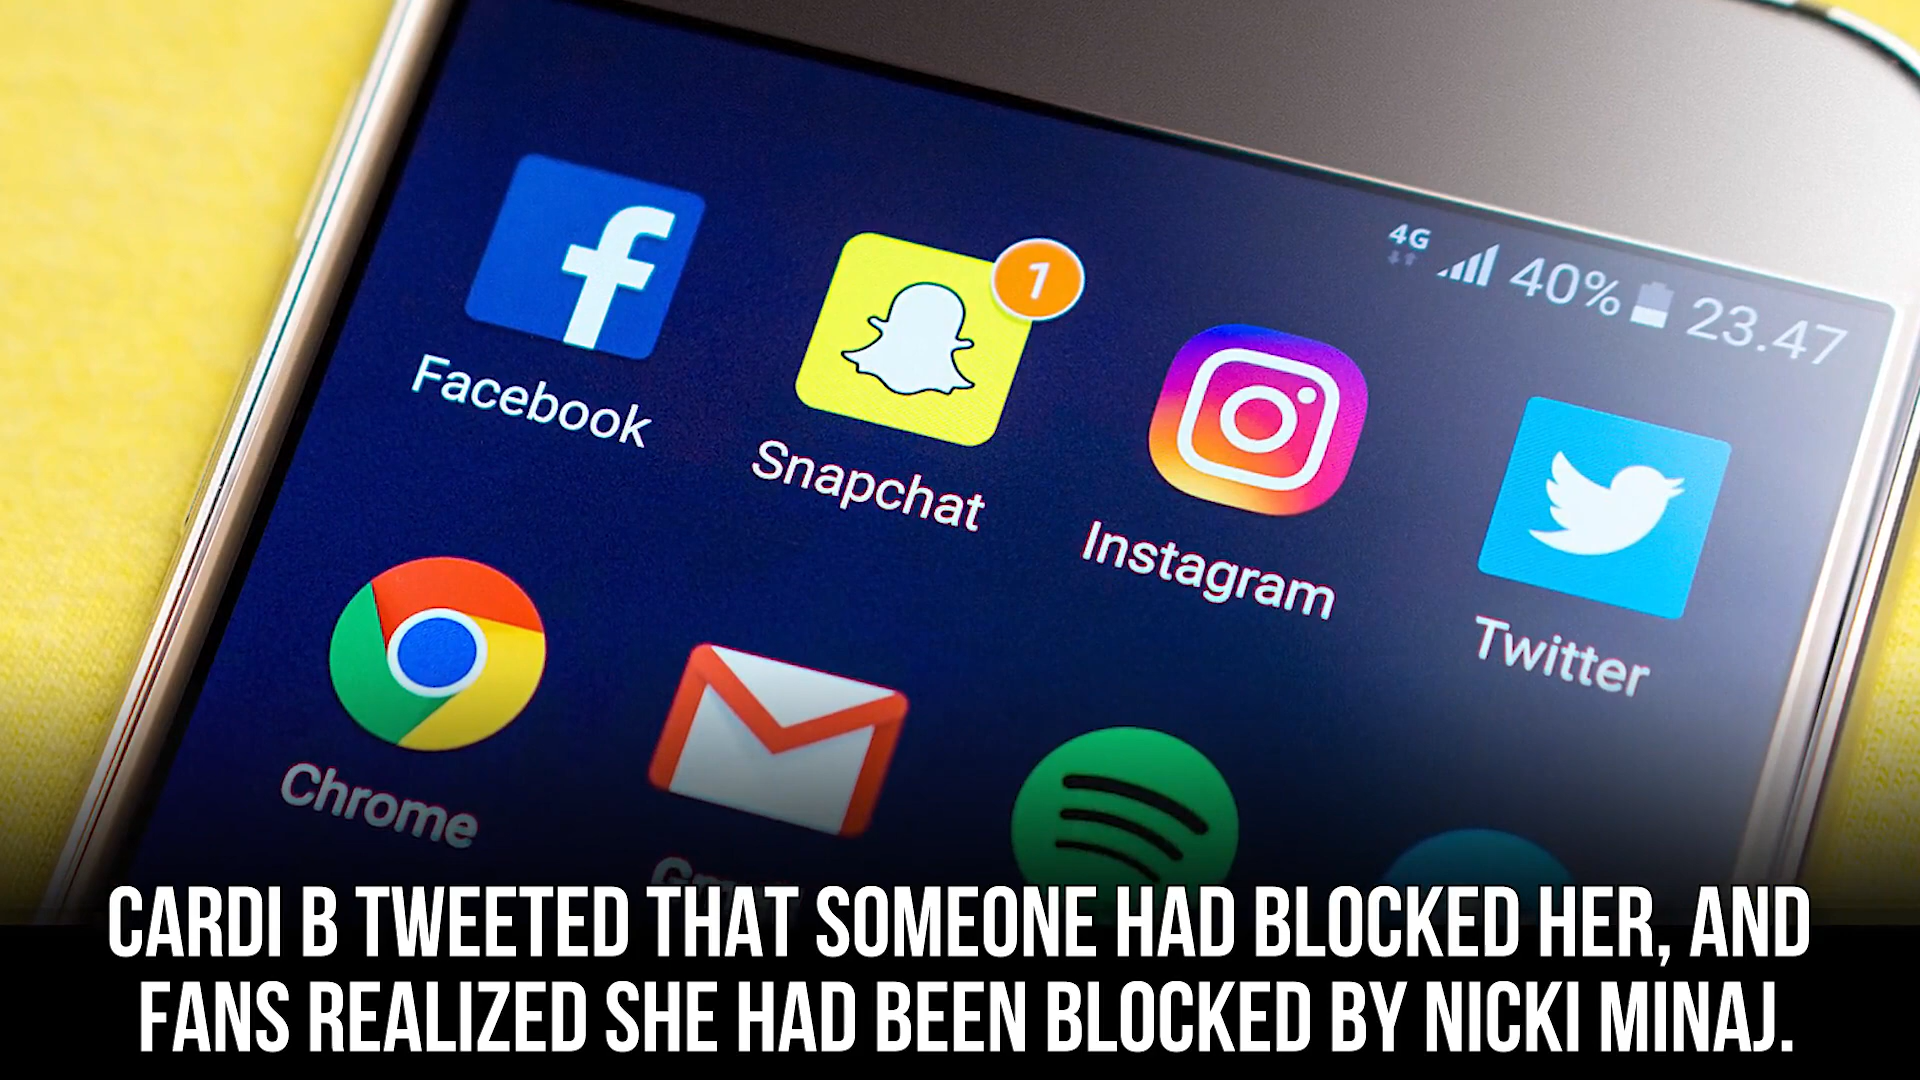 4G 40% 23.47
1
Facebook
Snapchat
Instagram
Twitter
Chrome
CARDI B TWEETED THAT SOMEONE HAD BLOCKED HER, AND
FANS REALIZED SHE HAD BEEN BLOCKED BY NICKI MINAJ.